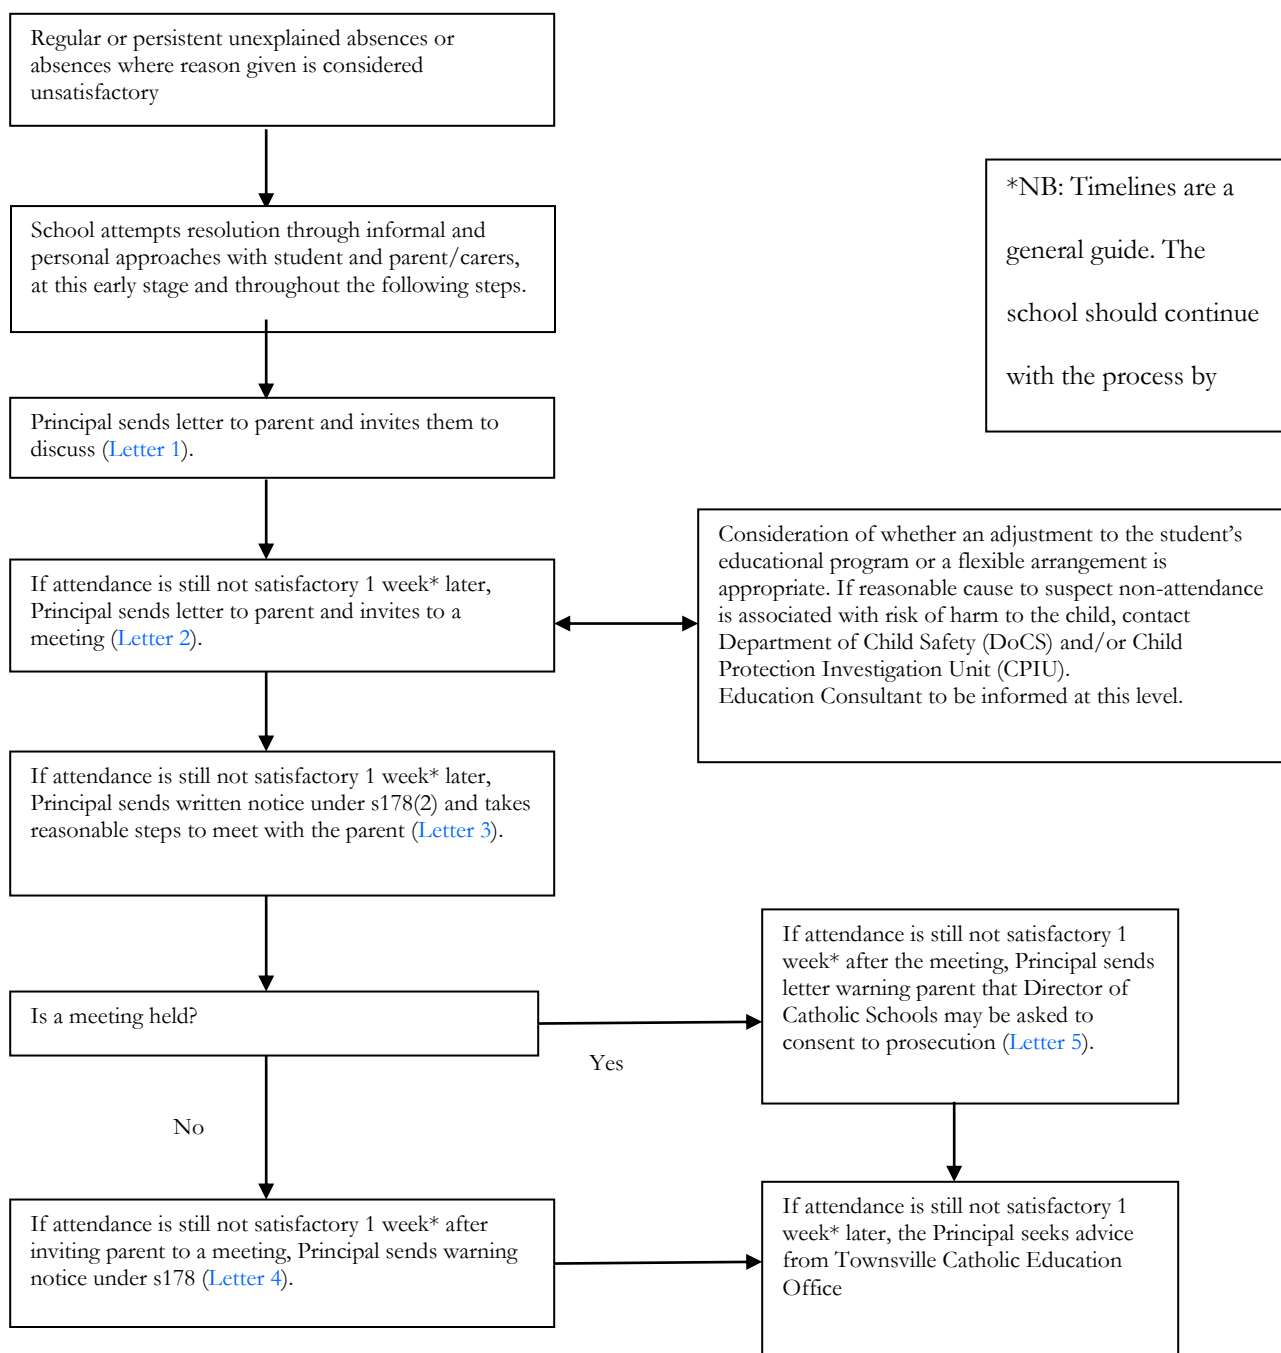 Regular or persistent unexplained absences or
absences where reason given is considered
unsatisfactory
*NB: Timelines are a
general guide. The
school should continue
with the process by
School attempts resolution through informal and
personal approaches with student and parent/carers,
at this early stage and throughout the following steps.
Principal sends letter to parent and invites them to
discuss (Letter 1).
If attendance is still not satisfactory 1 week* later,
Principal sends letter to parent and invites to a
meeting (Letter 2).
Consideration of whether an adjustment to the student's
educational program or a flexible arrangement is
appropriate. If reasonable cause to suspect non-attendance
is associated with risk of harm to the child, contact
Department of Child Safety (DoCS) and/or Child
Protection Investigation Unit (CPIU).
Education Consultant to be informed at this level.
If attendance is still not satisfactory 1 week* later,
Principal sends written notice under s178(2) and takes
reasonable steps to meet with the parent (Letter 3).
Is a meeting held?
Yes
No
If attendance is still not satisfactory 1
week* after the meeting, Principal sends
letter warning parent that Director of
Catholic Schools may be asked to
consent to prosecution (Letter 5).
If attendance is still not satisfactory 1 week* after
inviting parent to a meeting, Principal sends warning
notice under s178 (Letter 4).
If attendance is still not satisfactory 1
week* later, the Principal seeks advice
from Townsville Catholic Education
Office